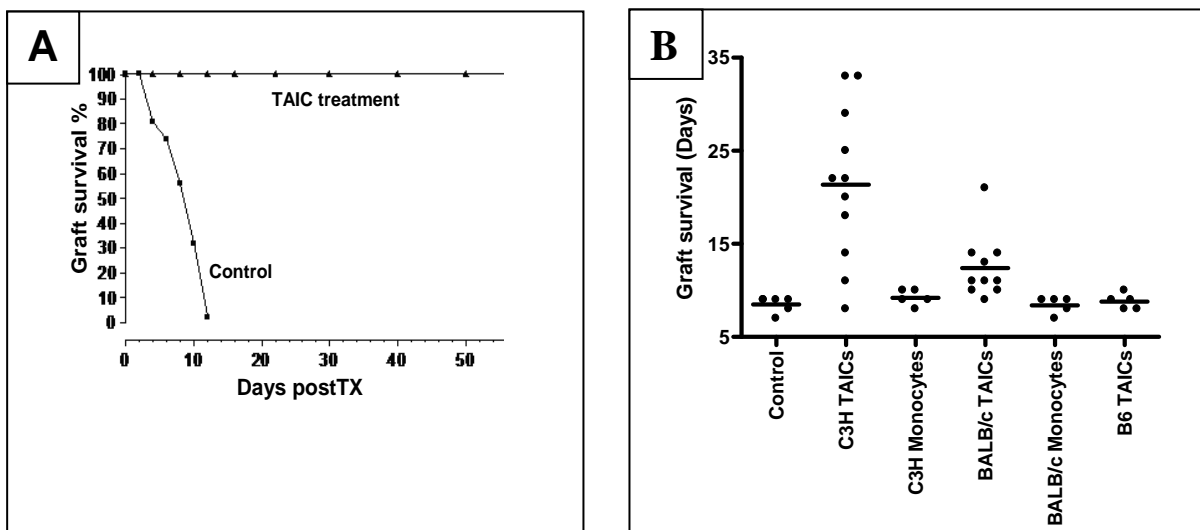 A
Graft survival %
100
90
80
70
60
50
40
30
20
10
0
TAIC treatment
Control
0 10 20 30 40 50
Days postTX
B
Graft survival (Days)
35
25
15
5
Control
C3H TAICs
C3H Monocytes
BALB/c TAICs
BALB/c Monocytes
B6 TAICs